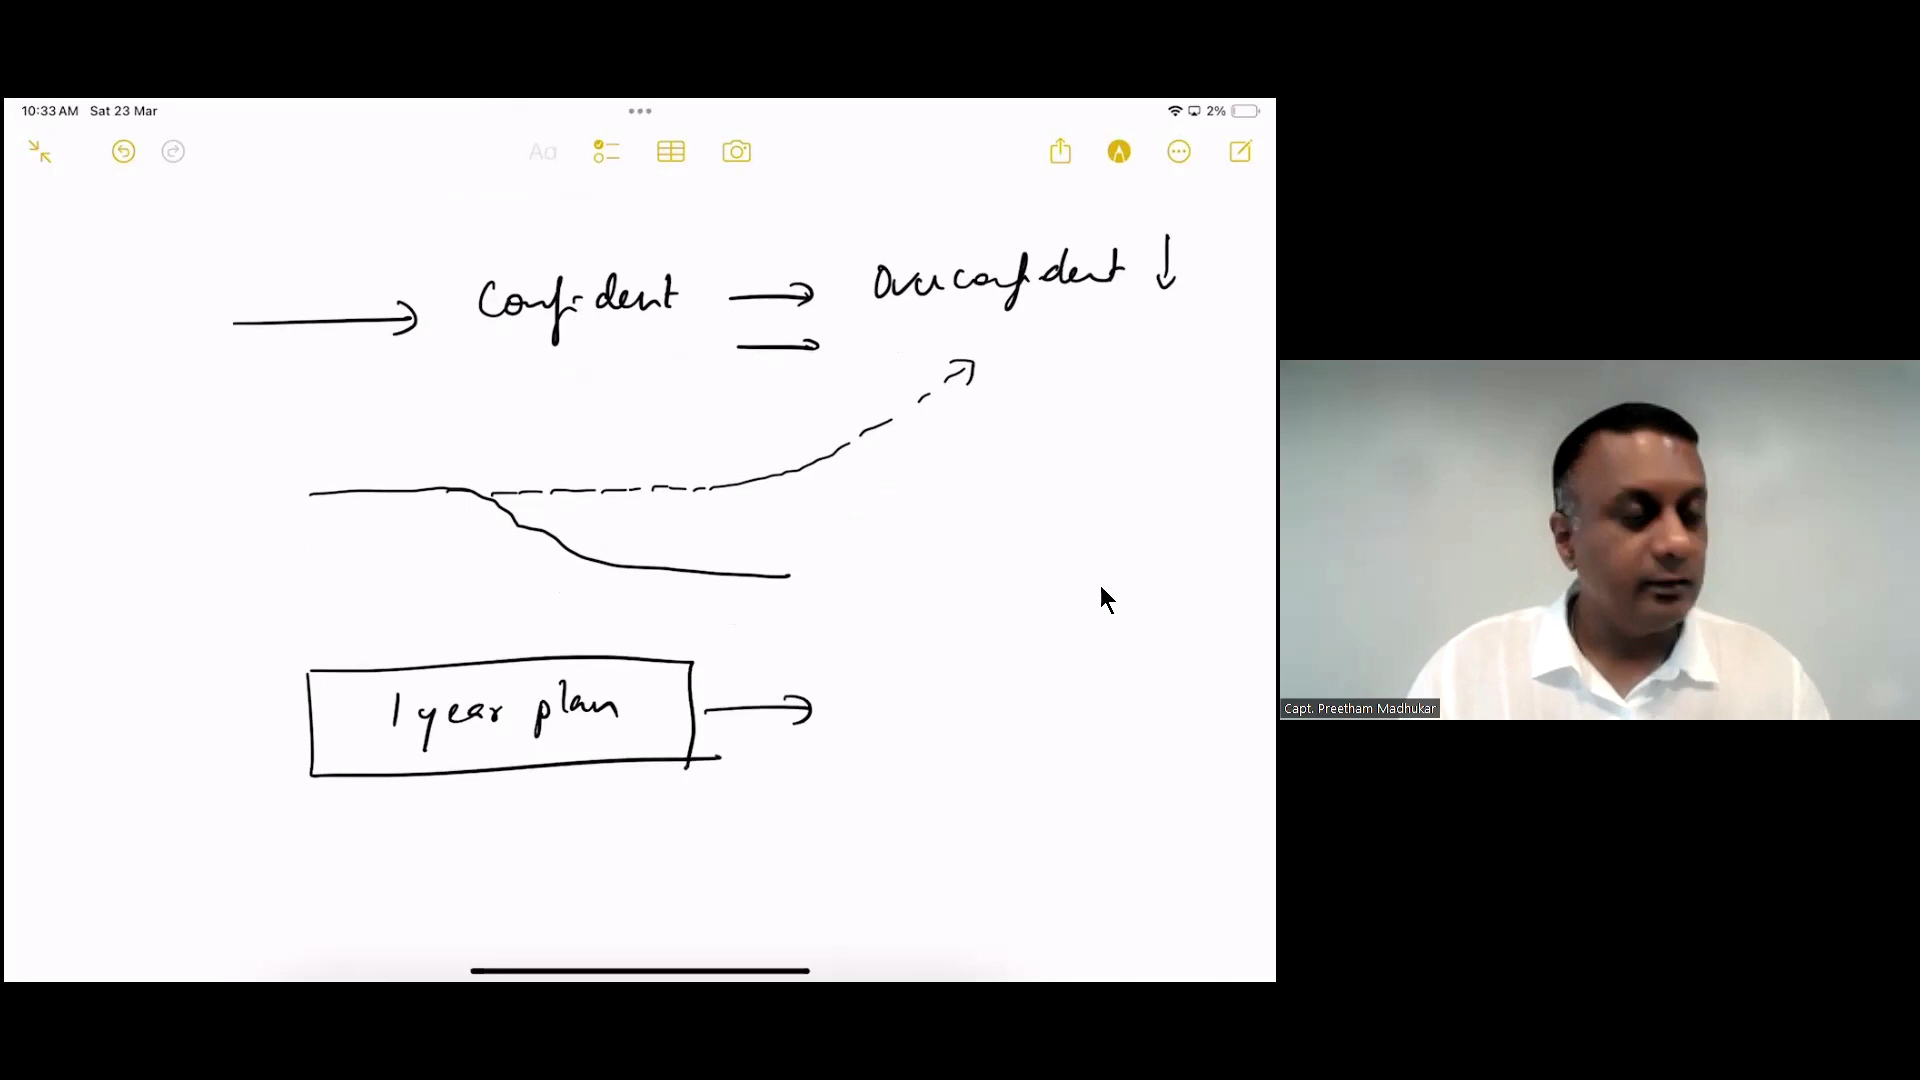 10:33 AM Sat 23 Mar
2%
Aa
Confident
Overconfident
1 year plan
Capt. Preetham Madhukar